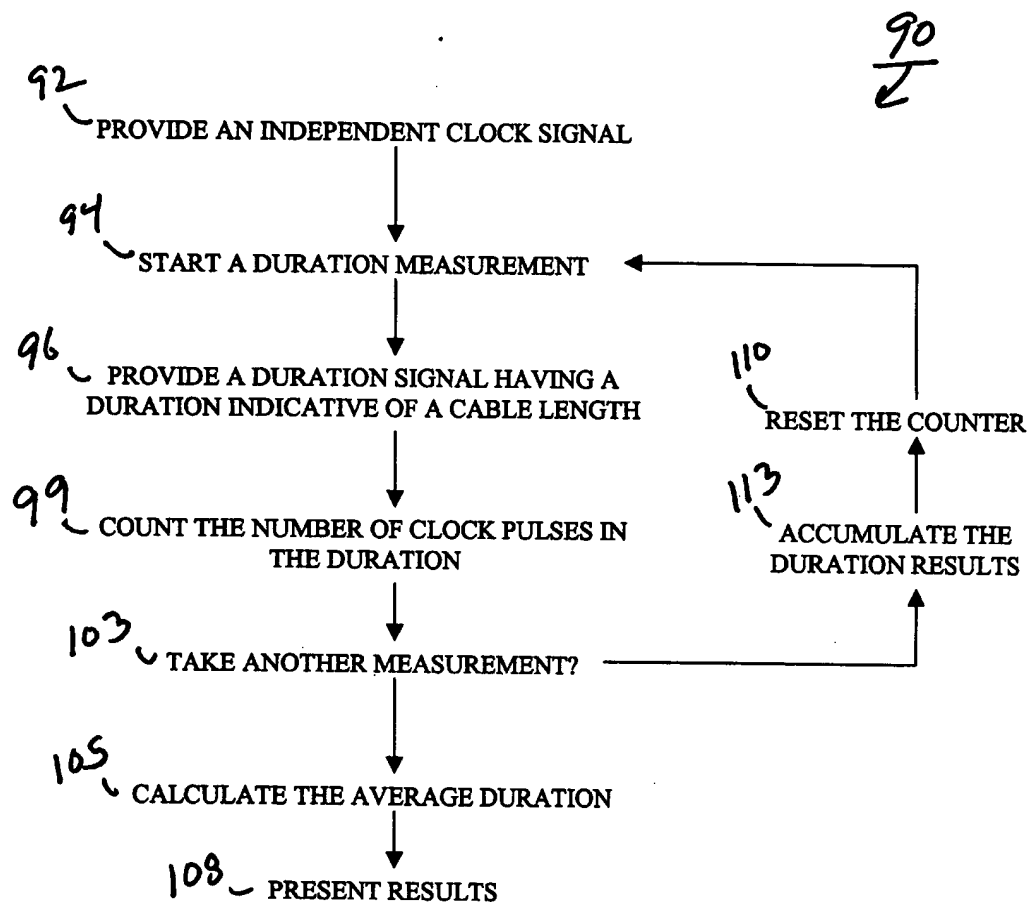 90
92
PROVIDE AN INDEPENDENT CLOCK SIGNAL
94
START A DURATION MEASUREMENT
96
PROVIDE A DURATION SIGNAL HAVING A
DURATION INDICATIVE OF A CABLE LENGTH
99
COUNT THE NUMBER OF CLOCK PULSES IN
THE DURATION
103
TAKE ANOTHER MEASUREMENT?
105
CALCULATE THE AVERAGE DURATION
108
PRESENT RESULTS
110
RESET THE COUNTER
113
ACCUMULATE THE
DURATION RESULTS